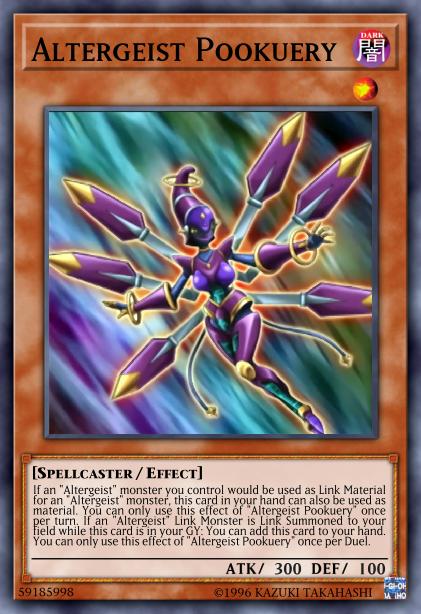 ALTERGEIST POOKUERY
DARK
闇
[SPELLCASTER / EFFECT]
If an "Altergeist" monster you control would be used as Link Material
for an "Altergeist" monster, this card in your hand can also be used as
material. You can only use this effect of "Altergeist Pookuery" once
per turn. If an "Altergeist" Link Monster is Link Summoned to your
field while this card is in your GY: You can add this card to your hand.
You can only use this effect of "Altergeist Pookuery" once per Duel.
ATK/ 300 DEF/ 100
59185998
©1996 KAZUKI TAKAHASHI